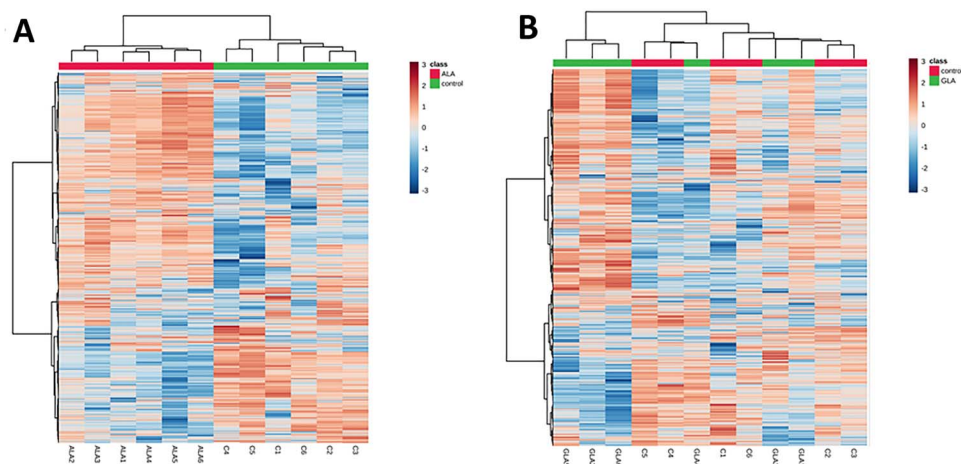 A
3 class
ALA
2
control
1
0
-1
-2
-3
ALA2 ALA3 ALA1 ALA4 ALA5 ALA6 C4 C5 C1 C6 C2 C3
B
3 class
contro
2
GLA
1
0
-1
-2
-3
C5 C4 C1 C6 C2 C3